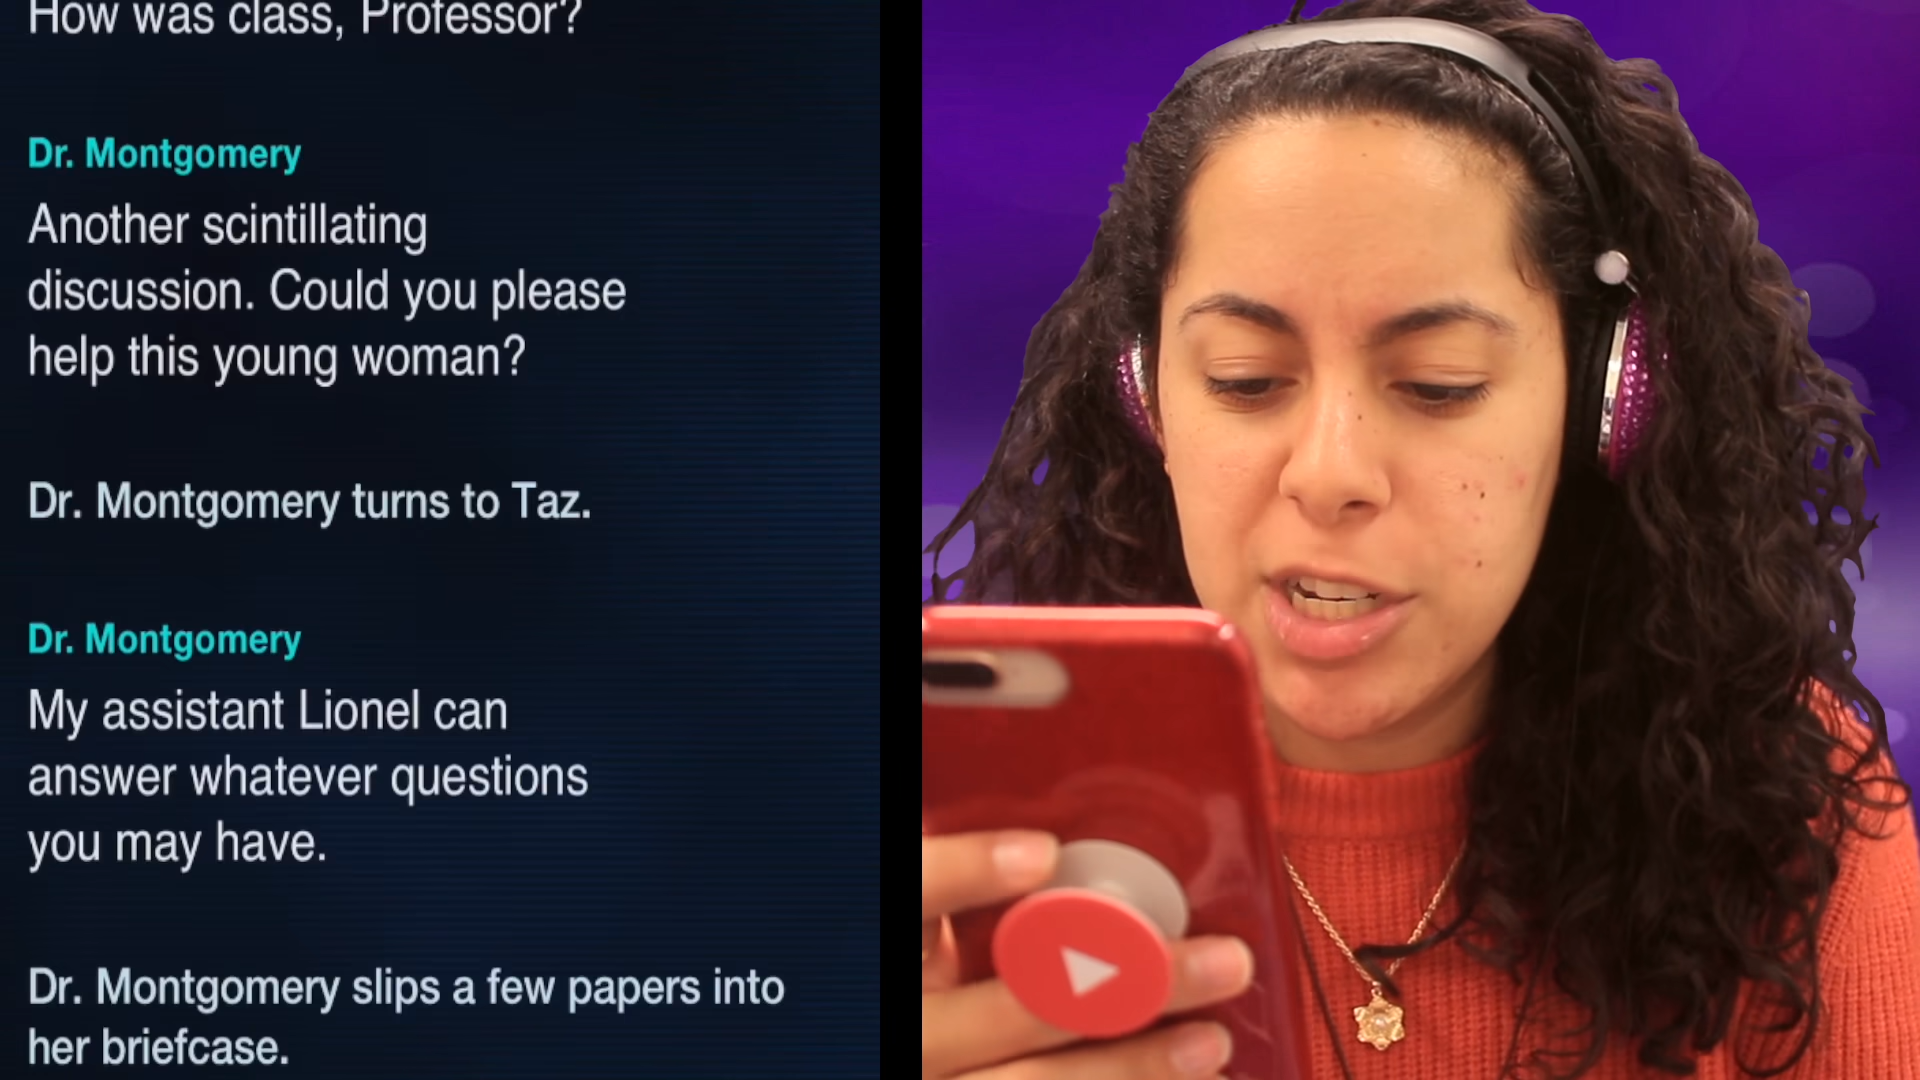 How was class, Professor?
Dr. Montgomery
Another scintillating
discussion. Could you please
help this young woman?
Dr. Montgomery turns to Taz.
Dr. Montgomery
My assistant Lionel can
answer whatever questions
you may have.
Dr. Montgomery slips a few papers into
her briefcase.